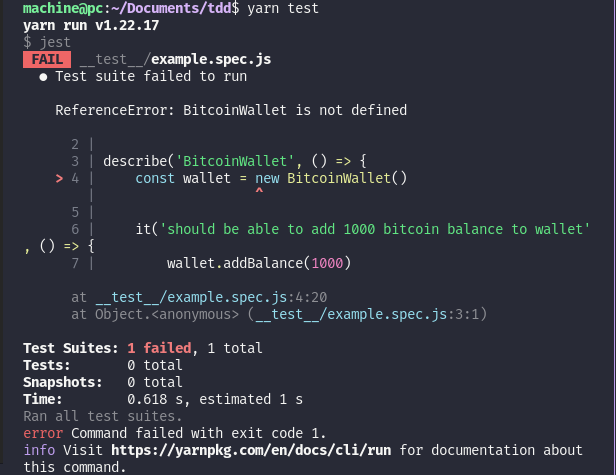 machine@pc:~/Documents/tdd$ yarn test
yarn run v1.22.17
$ jest
FAIL __test__/example.spec.js
● Test suite failed to run
ReferenceError: BitcoinWallet is not defined
2 |
3 | describe('BitcoinWallet', () => {
> 4 |     const wallet = new BitcoinWallet()
|                    ^
5 |
6 |     it('should be able to add 1000 bitcoin balance to wallet'
, () => {
7 |         wallet.addBalance(1000)
at __test__/example.spec.js:4:20
at Object.<anonymous> (__test__/example.spec.js:3:1)
Test Suites: 1 failed, 1 total
Tests:       0 total
Snapshots:   0 total
Time:        0.618 s, estimated 1 s
Ran all test suites.
error Command failed with exit code 1.
info Visit https://yarnpkg.com/en/docs/cli/run for documentation about
this command.